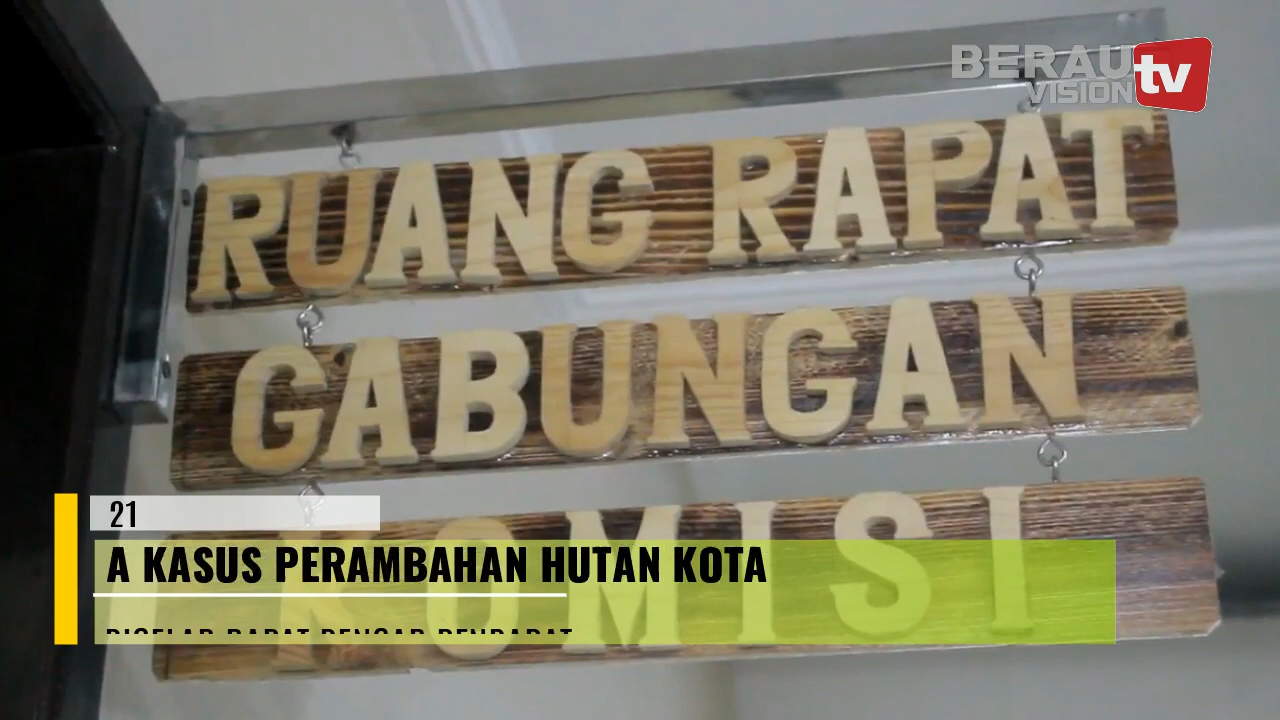 BERAU
VISION
tv
RUANG RAPAT
GABUNGAN
KOMISI
21
A KASUS PERAMBAHAN HUTAN KOTA